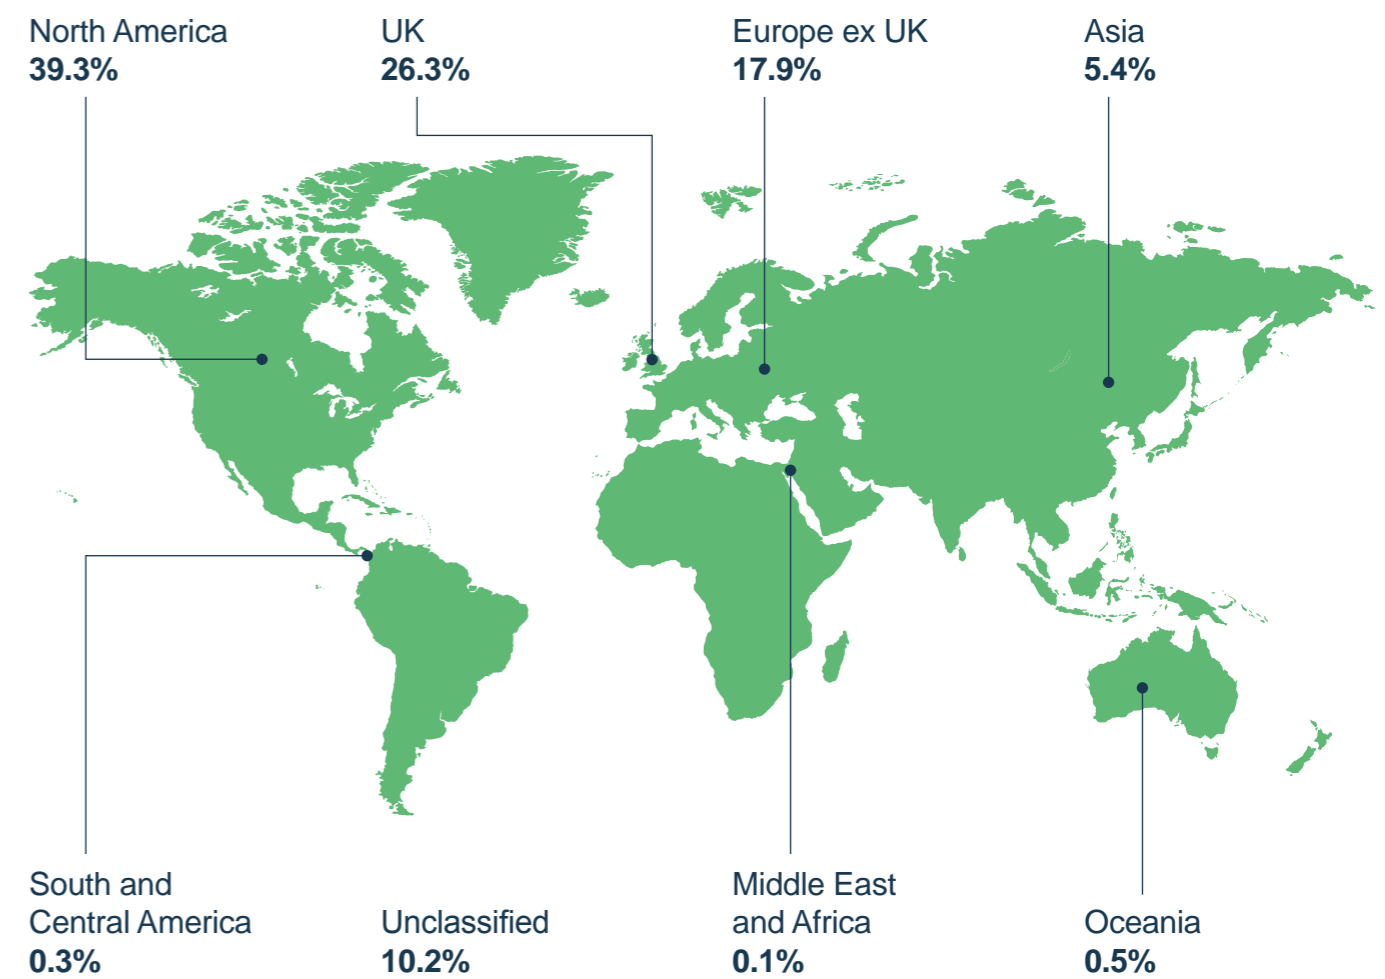 North America
39.3%
UK
26.3%
Europe ex UK
17.9%
Asia
5.4%
South and
Central America
0.3%
Unclassified
10.2%
Middle East
and Africa
0.1%
Oceania
0.5%